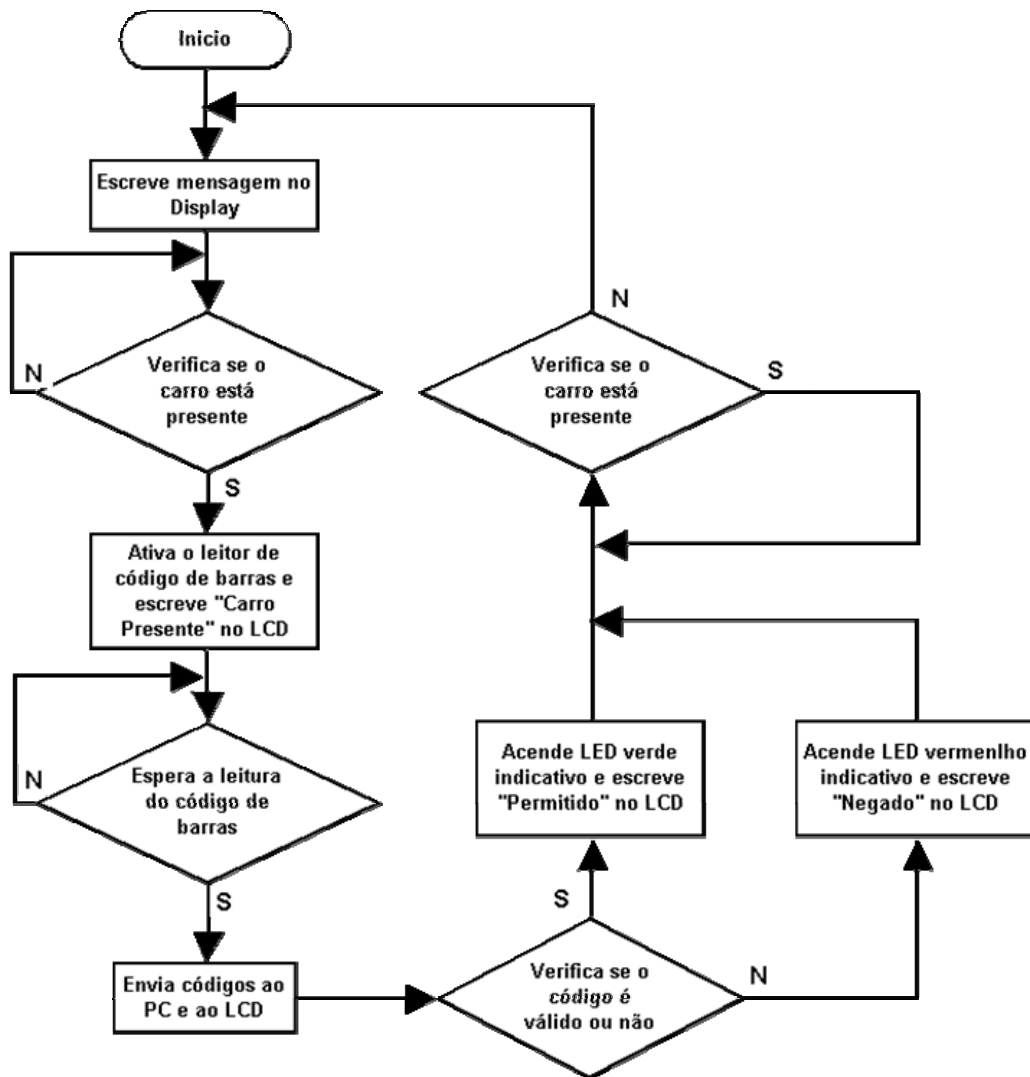 Inicio
Escreve mensagem no
Display
N
Verifica se o
carro está
presente
S
Ativa o leitor de
código de barras e
escreve "Carro
Presente" no LCD
N
Espera a leitura
do código de
barras
S
Envia códigos ao
PC e ao LCD
Verifica se o
código é
válido ou não
S
N
Acende LED verde
indicativo e escreve
"Permitido" no LCD
Acende LED vermenlho
indicativo e escreve
"Negado" no LCD
Verifica se o
carro está
presente
N
S